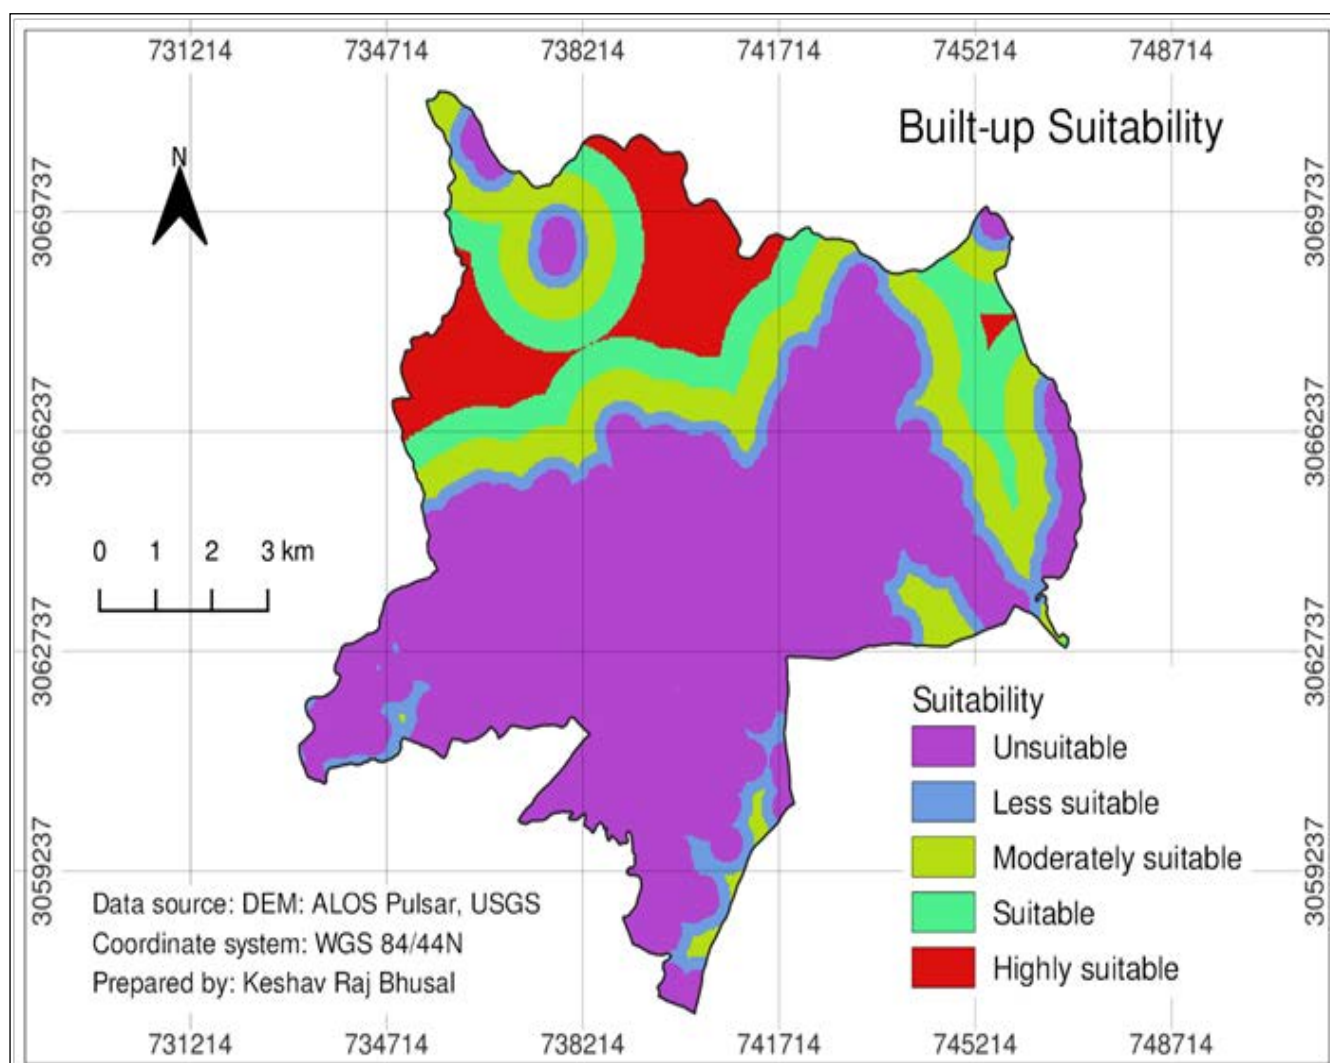 731214 734714 738214 741714 745214 748714
Built-up Suitability
N
3069737 3069737
3066237 3066237
0 1 2 3 km
3062737 3062737
Suitability
Unsuitable
Less suitable
Moderately suitable
Suitable
Highly suitable
3059237 3059237
Data source: DEM: ALOS Pulsar, USGS
Coordinate system: WGS 84/44N
Prepared by: Keshav Raj Bhusal
731214 734714 738214 741714 745214 748714